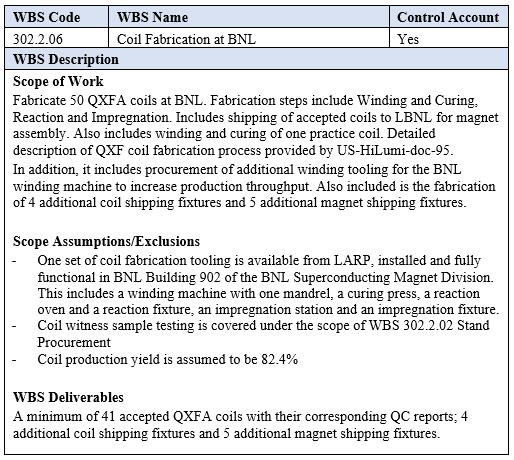 WBS Code WBS Name Control Account
302.2.06 Coil Fabrication at BNL Yes
WBS Description
Scope of Work
Fabricate 50 QXFA coils at BNL. Fabrication steps include Winding and Curing,
Reaction and Impregnation. Includes shipping of accepted coils to LBNL for magnet
assembly. Also includes winding and curing of one practice coil. Detailed
description of QXF coil fabrication process provided by US-HiLumi-doc-95.
In addition, it includes procurement of additional winding tooling for the BNL
winding machine to increase production throughput. Also included is the fabrication
of 4 additional coil shipping fixtures and 5 additional magnet shipping fixtures.
Scope Assumptions/Exclusions
- One set of coil fabrication tooling is available from LARP, installed and fully
functional in BNL Building 902 of the BNL Superconducting Magnet Division.
This includes a winding machine with one mandrel, a curing press, a reaction
oven and a reaction fixture, an impregnation station and an impregnation fixture.
- Coil witness sample testing is covered under the scope of WBS 302.2.02 Stand
Procurement
- Coil production yield is assumed to be 82.4%
WBS Deliverables
A minimum of 41 accepted QXFA coils with their corresponding QC reports; 4
additional coil shipping fixtures and 5 additional magnet shipping fixtures.